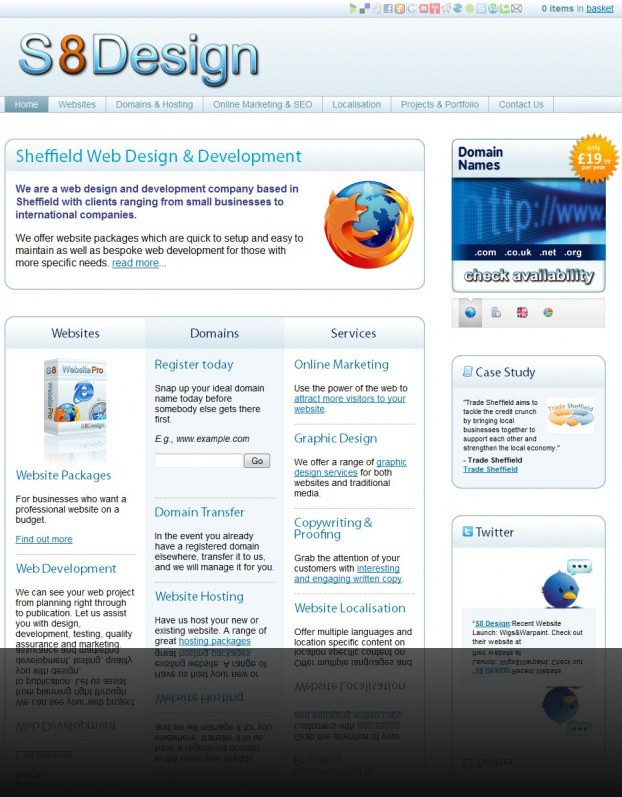 0 items in basket
S8Design
Home
Websites
Domains & Hosting
Online Marketing & SEO
Localisation
Projects & Portfolio
Contact Us
Sheffield Web Design & Development
We are a web design and development company based in
Sheffield with clients ranging from small businesses to
international companies.
We offer website packages which are quick to setup and easy to
maintain as well as bespoke web development for those with
more specific needs. read more...
Domain
Names
only
£19.99
per year
http://www.
.com .co.uk .net .org
check availability
Websites
S8 Website Pro
Website Pro
S8Design
Website Packages
For businesses who want a
professional website on a
budget.
Find out more
Web Development
We can see your web project
from planning right through
to publication. Let us assist
you with design,
development, testing, quality
assurance and marketing.
Domains
Register today
Snap up your ideal domain
name today before
somebody else gets there
first.
E.g., www.example.com
Go
Domain Transfer
In the event you already
have a registered domain
elsewhere, transfer it to us,
and we will manage it for you.
Website Hosting
Have us host your new or
existing website. A range of
great hosting packages
Services
Online Marketing
Use the power of the web to
attract more visitors to your
website.
Graphic Design
We offer a range of graphic
design services for both
websites and traditional
media.
Copywriting &
Proofing
Grab the attention of your
customers with interesting
and engaging written copy.
Website Localisation
Offer multiple languages and
location specific content on
Case Study
"Trade Sheffield aims to
tackle the credit crunch
by bringing local
businesses together to
support each other and
strengthen the local economy."
- Trade Sheffield
Trade Sheffield
Trade Sheffield
Twitter
"S8 Design Recent Website
Launch: Wigs&Warpaint. Check out
their website at